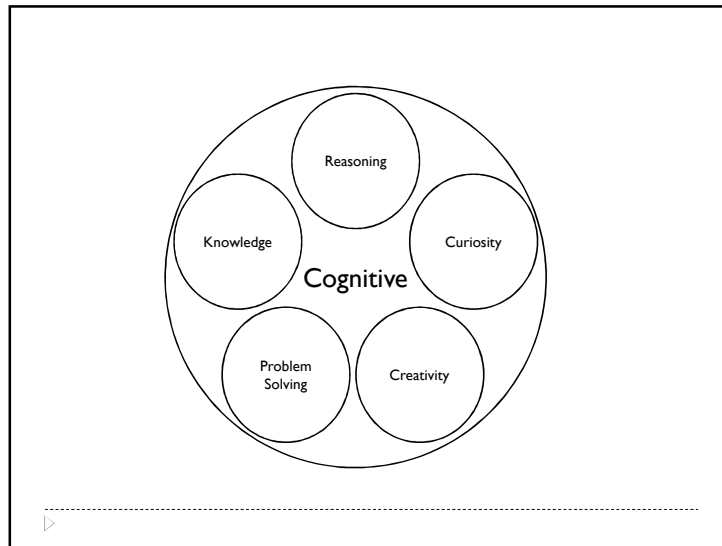 Reasoning
Knowledge
Curiosity
Cognitive
Problem
Solving
Creativity